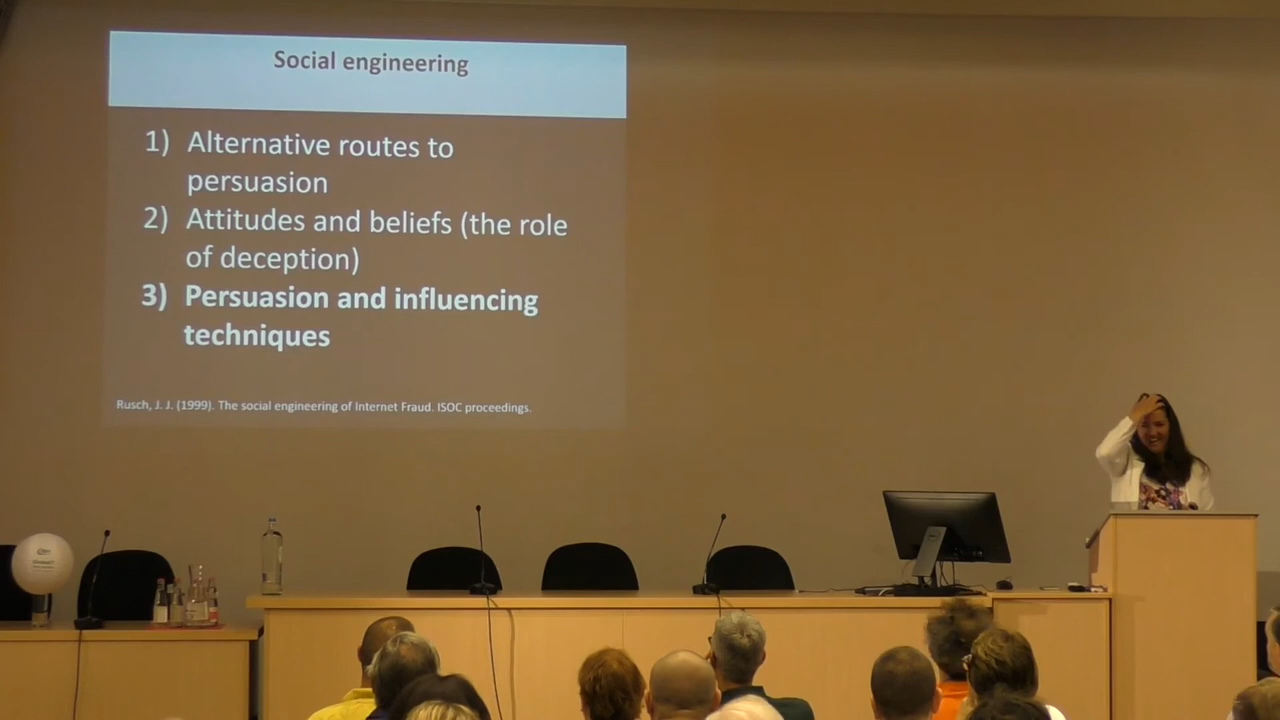 Social engineering
1) Alternative routes to
persuasion
2) Attitudes and beliefs (the role
of deception)
3) Persuasion and influencing
techniques
Rusch, J. J. (1999). The social engineering of Internet Fraud. ISOC proceedings.